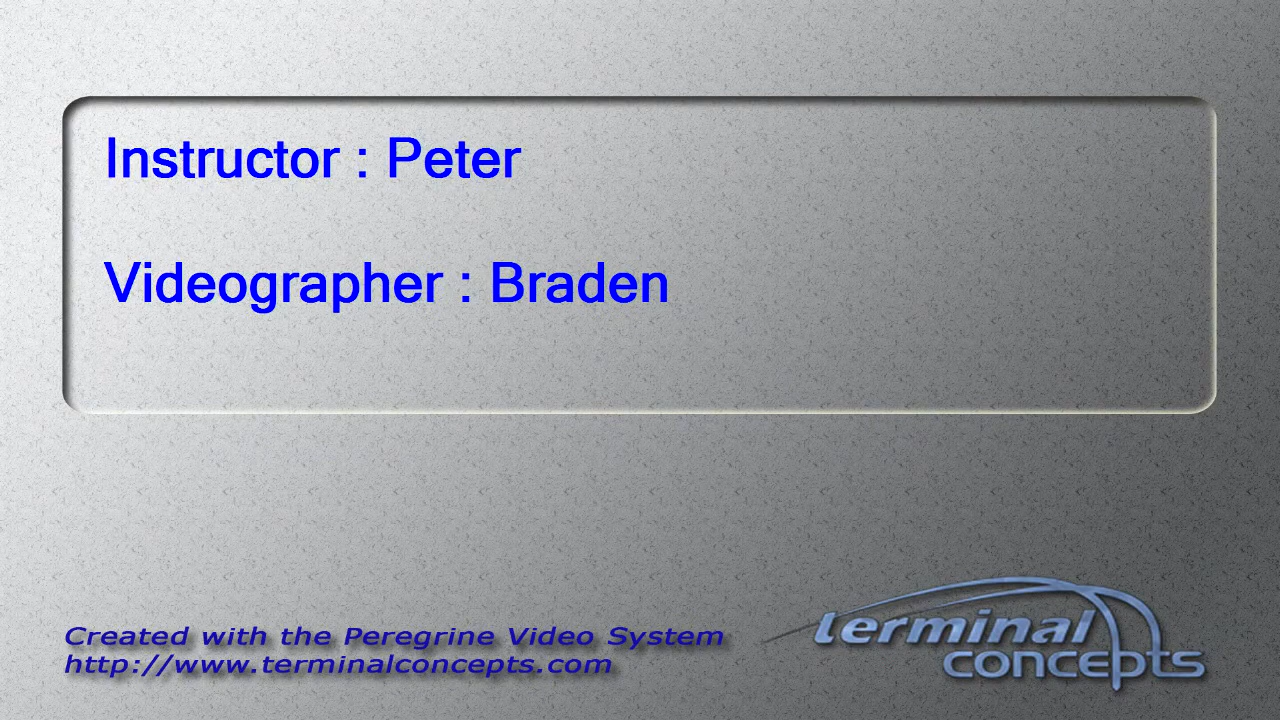 Instructor : Peter
Videographer : Braden
Created with the Peregrine Video System
http://www.terminalconcepts.com
terminal
concepts